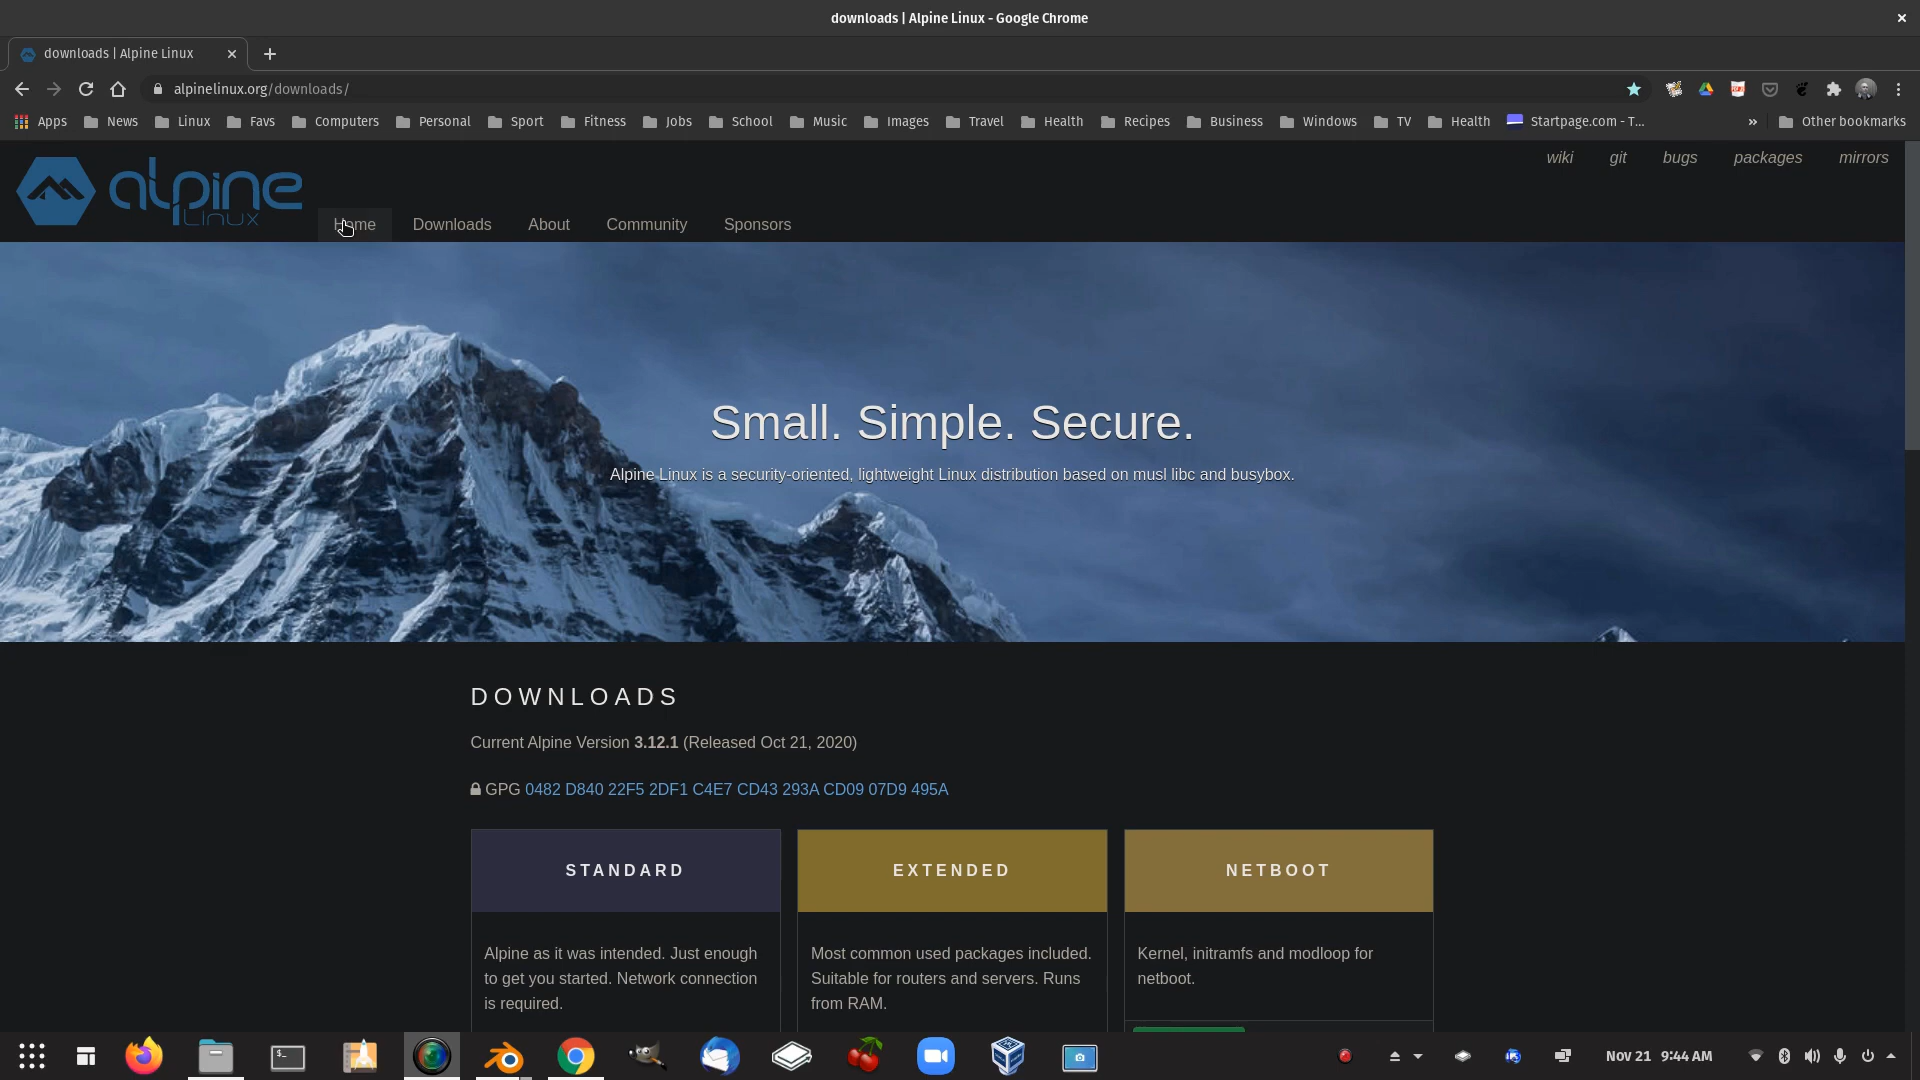 downloads | Alpine Linux - Google Chrome
downloads | Alpine Linux
alpinelinux.org/downloads/
Apps News Linux Favs Computers Personal Sport Fitness Jobs School Music Images Travel Health Recipes Business Windows TV Health Startpage.com - T... » Other bookmarks
wiki git bugs packages mirrors
alpine
Linux
Home Downloads About Community Sponsors
Small. Simple. Secure.
Alpine Linux is a security-oriented, lightweight Linux distribution based on musl libc and busybox.
DOWNLOADS
Current Alpine Version 3.12.1 (Released Oct 21, 2020)
GPG 0482 D840 22F5 2DF1 C4E7 CD43 293A CD09 07D9 495A
STANDARD
Alpine as it was intended. Just enough
to get you started. Network connection
is required.
EXTENDED
Most common used packages included.
Suitable for routers and servers. Runs
from RAM.
NETBOOT
Kernel, initramfs and modloop for
netboot.
Nov 21 9:44 AM